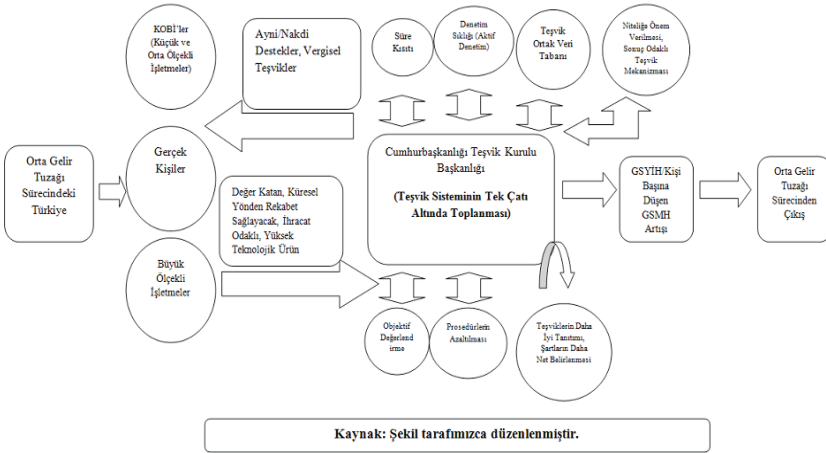 KOBİ'ler
(Küçük ve
Orta Ölçekli
İşletmeler)
Ayni/Nakdi
Destekler, Vergisel
Teşvikler
Süre
Kısıtı
Denetim
Sıklığı (Aktif
Denetim)
Teşvik
Ortak Veri
Tabanı
Niteliğe Önem
Verilmesi,
Sonuç Odaklı
Teşvik
Mekanizması
Orta Gelir
Tuzağı
Sürecindeki
Türkiye
Gerçek
Kişiler
Değer Katan, Küresel
Yönden Rekabet
Sağlayacak, İhracat
Odaklı, Yüksek
Teknolojik Ürün
Büyük
Ölçekli
İşletmeler
Cumhurbaşkanlığı Teşvik Kurulu
Başkanlığı
(Teşvik Sisteminin Tek Çatı
Altında Toplanması)
GSYİH/Kişi
Başına
Düşen
GSMH
Artışı
Orta Gelir
Tuzağı
Sürecinden
Çıkış
Objektif
Değerlend
irme
Prosedürlerin
Azaltılması
Teşviklerin Daha
İyi Tanıtımı,
Şartların Daha
Net Belirlenmesi
Kaynak: Şekil tarafımızca düzenlenmiştir.